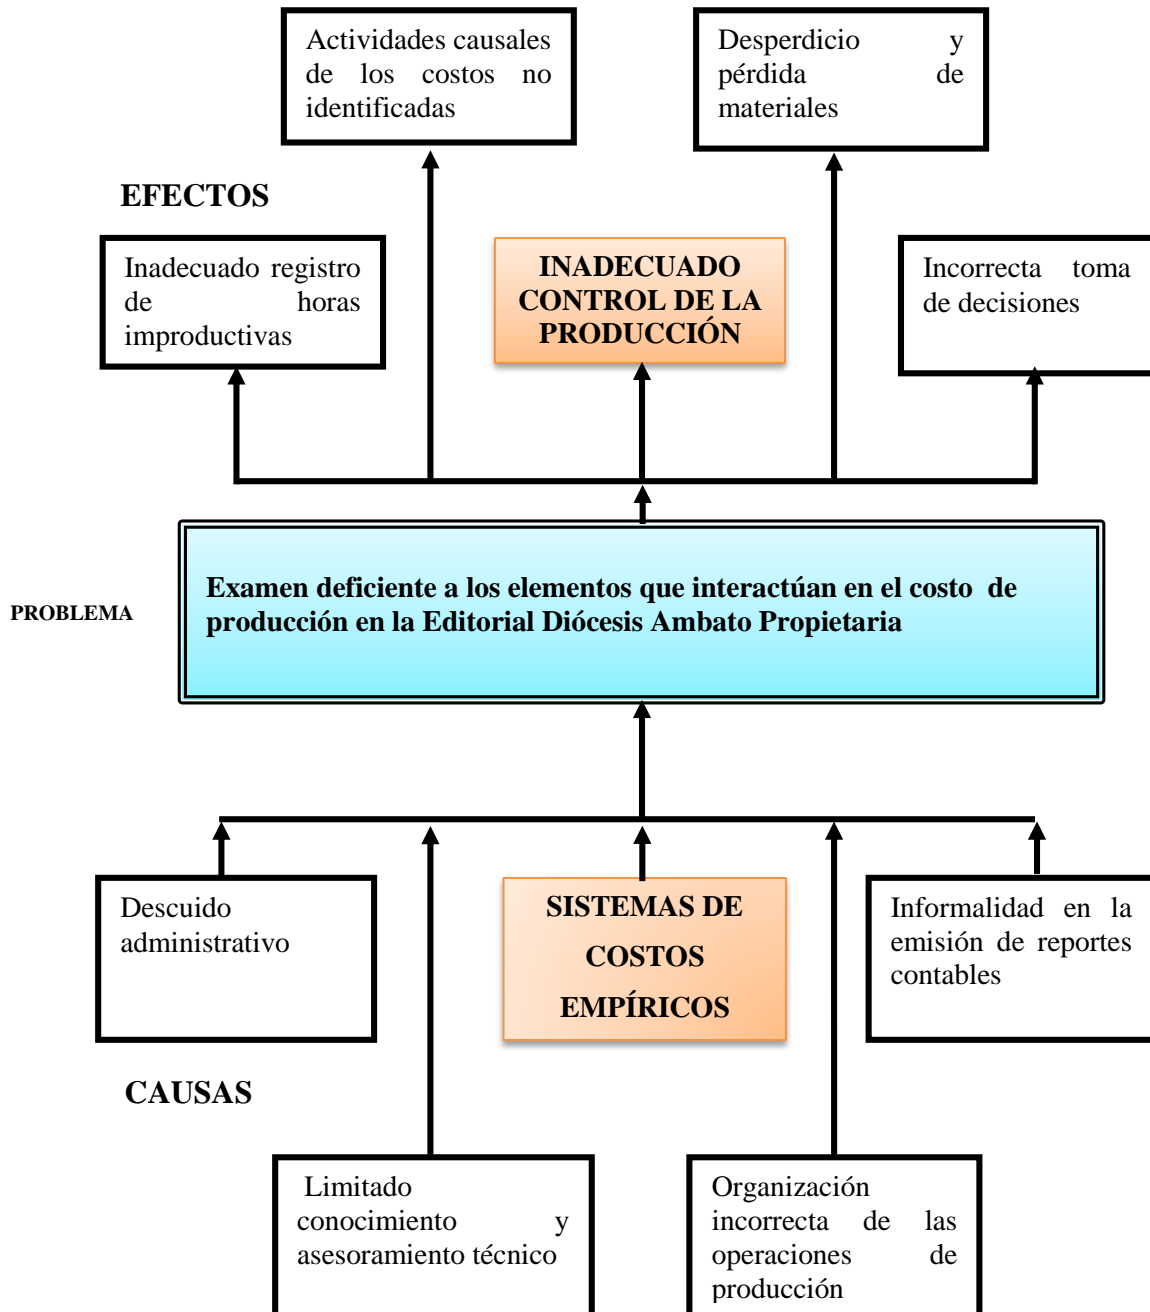 Actividades causales
de los costos no
identificadas
Desperdicio y
pérdida de
materiales
EFECTOS
Inadecuado registro
de horas
improductivas
INADECUADO
CONTROL DE LA
PRODUCCIÓN
Incorrecta toma
de decisiones
PROBLEMA
Examen deficiente a los elementos que interactúan en el costo de
producción en la Editorial Diócesis Ambato Propietaria
Descuido
administrativo
SISTEMAS DE
COSTOS
EMPÍRICOS
Informalidad en la
emisión de reportes
contables
CAUSAS
Limitado
conocimiento y
asesoramiento técnico
Organización
incorrecta de las
operaciones de
producción